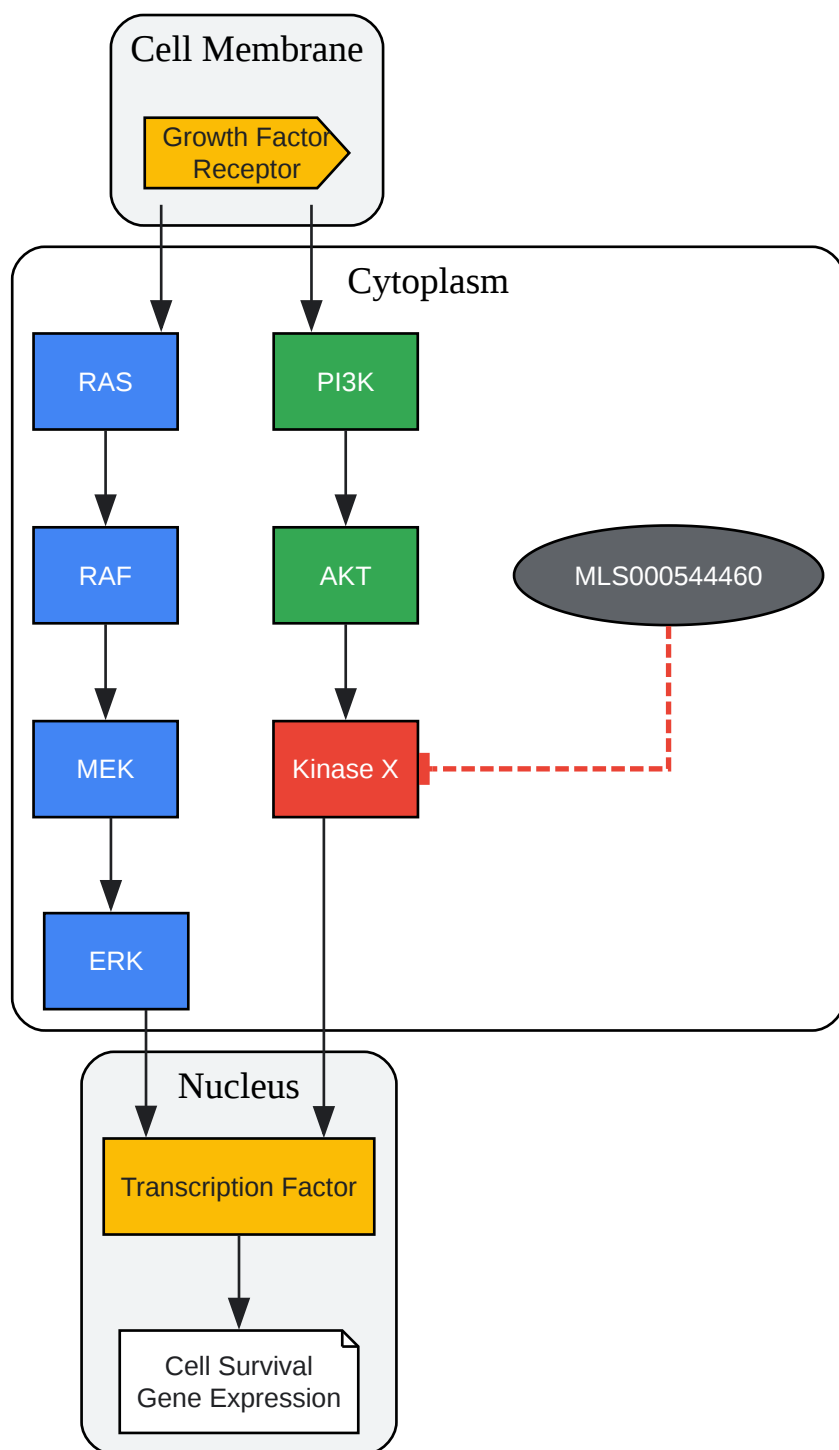 Cell Membrane
Growth Factor
Receptor
Cytoplasm
RAS
PI3K
RAF
AKT
MLS000544460
MEK
Kinase X
ERK
Nucleus
Transcription Factor
Cell Survival
Gene Expression